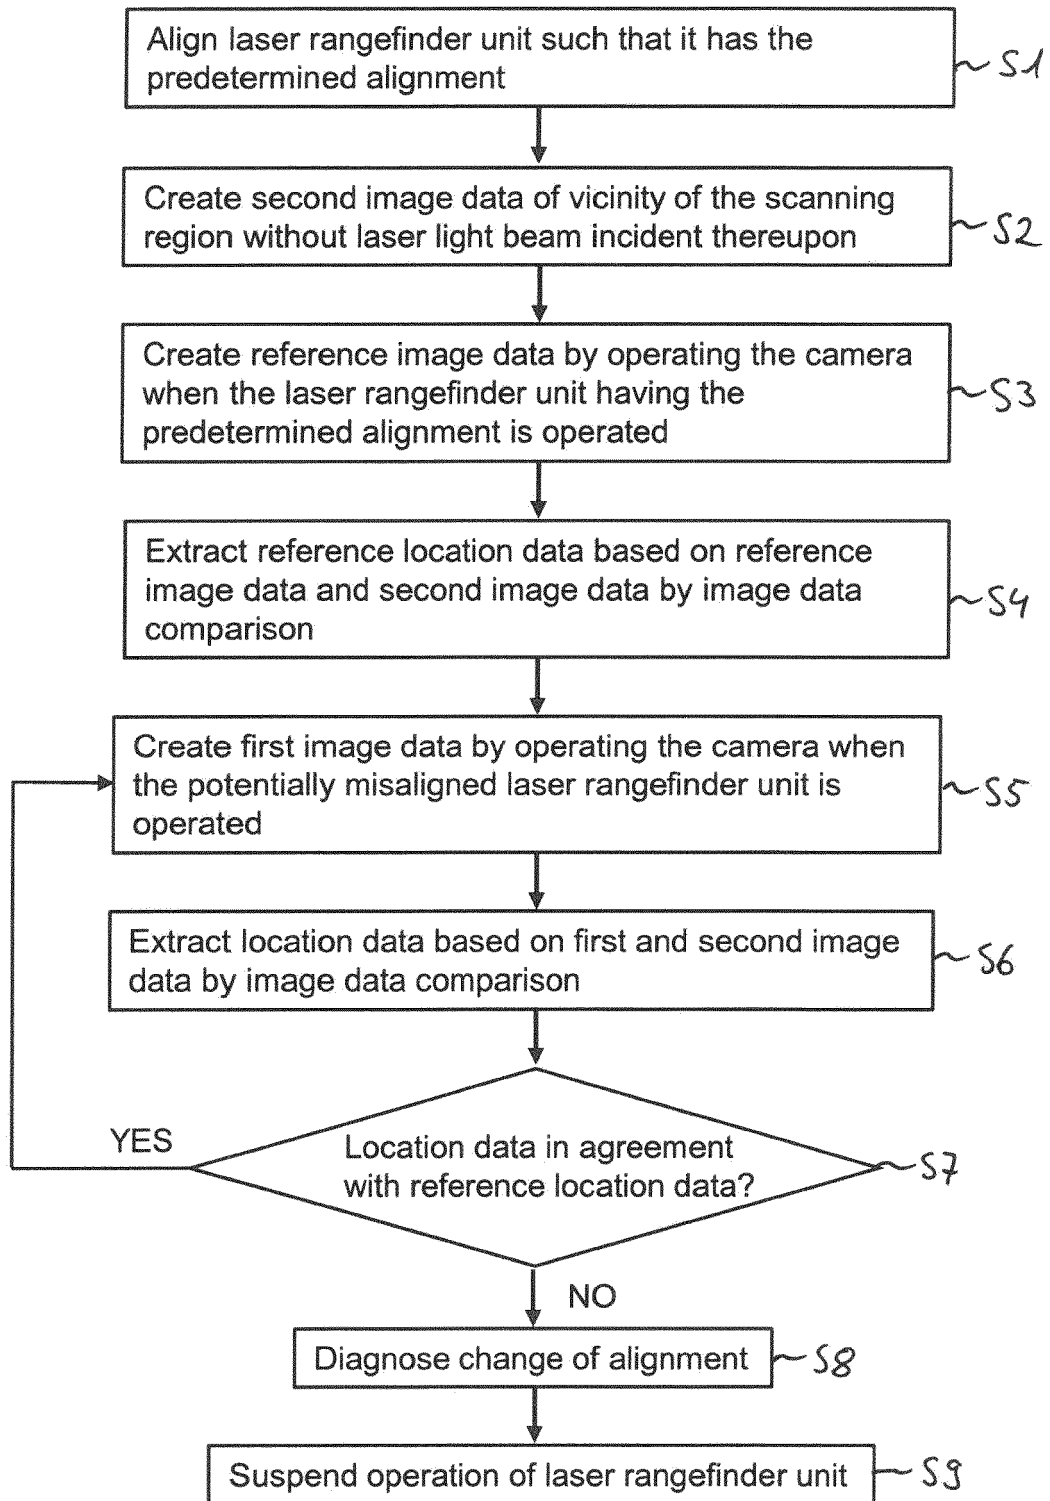 Align laser rangefinder unit such that it has the
predetermined alignment
S1
Create second image data of vicinity of the scanning
region without laser light beam incident thereupon
S2
Create reference image data by operating the camera
when the laser rangefinder unit having the
predetermined alignment is operated
S3
Extract reference location data based on reference
image data and second image data by image data
comparison
S4
Create first image data by operating the camera when
the potentially misaligned laser rangefinder unit is
operated
S5
Extract location data based on first and second image
data by image data comparison
S6
YES
Location data in agreement
with reference location data?
S7
NO
Diagnose change of alignment
S8
Suspend operation of laser rangefinder unit
S9